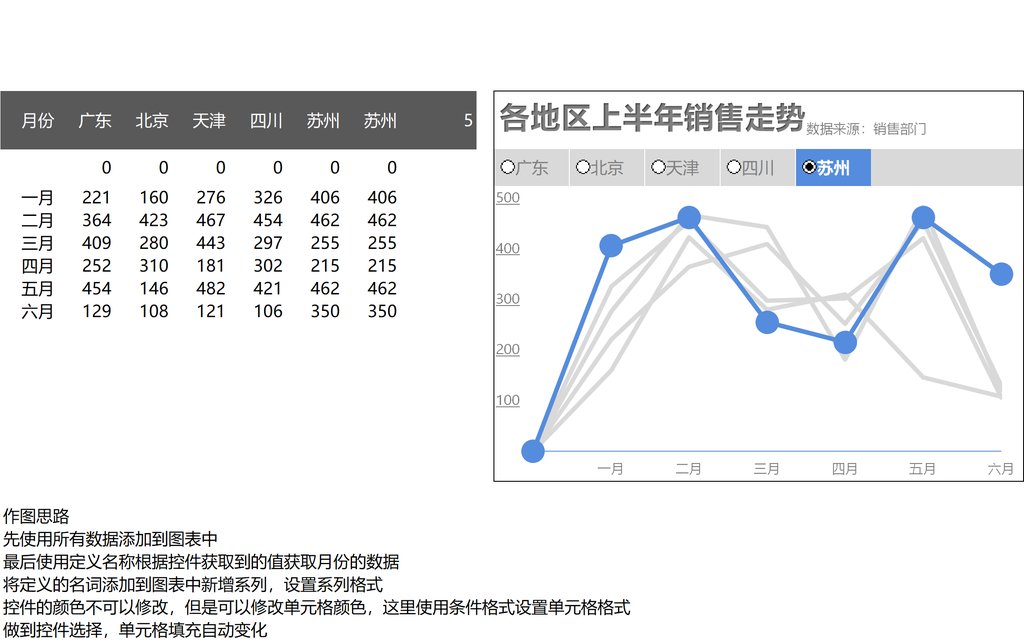 月份 广东 北京 天津 四川 苏州 苏州 5
0 0 0 0 0 0
一月 221 160 276 326 406 406
二月 364 423 467 454 462 462
三月 409 280 443 297 255 255
四月 252 310 181 302 215 215
五月 454 146 482 421 462 462
六月 129 108 121 106 350 350
各地区上半年销售走势 数据来源：销售部门
广东 北京 天津 四川 苏州
500
400
300
200
100
一月 二月 三月 四月 五月 六月
作图思路
先使用所有数据添加到图表中
最后使用定义名称根据控件获取到的值获取月份的数据
将定义的名词添加到图表中新增系列，设置系列格式
控件的颜色不可以修改，但是可以修改单元格颜色，这里使用条件格式设置单元格格式
做到控件选择，单元格填充自动变化